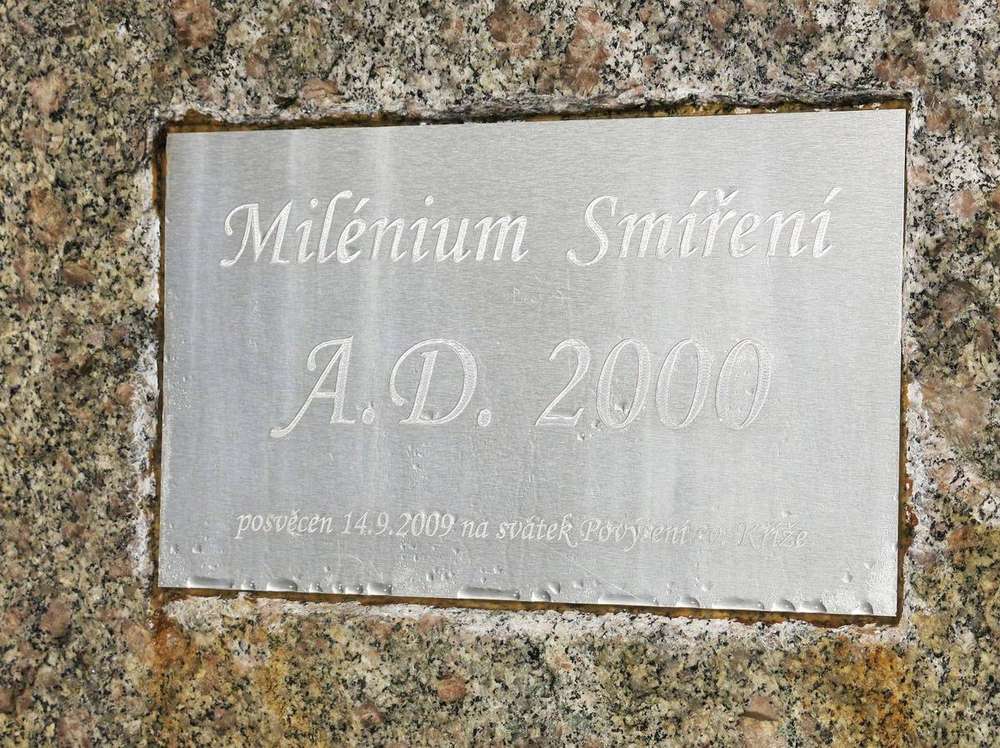 Milénium Smíření
A.D. 2000
posvěcen 14.9.2009 na svátek Povýšení sv. Kříže